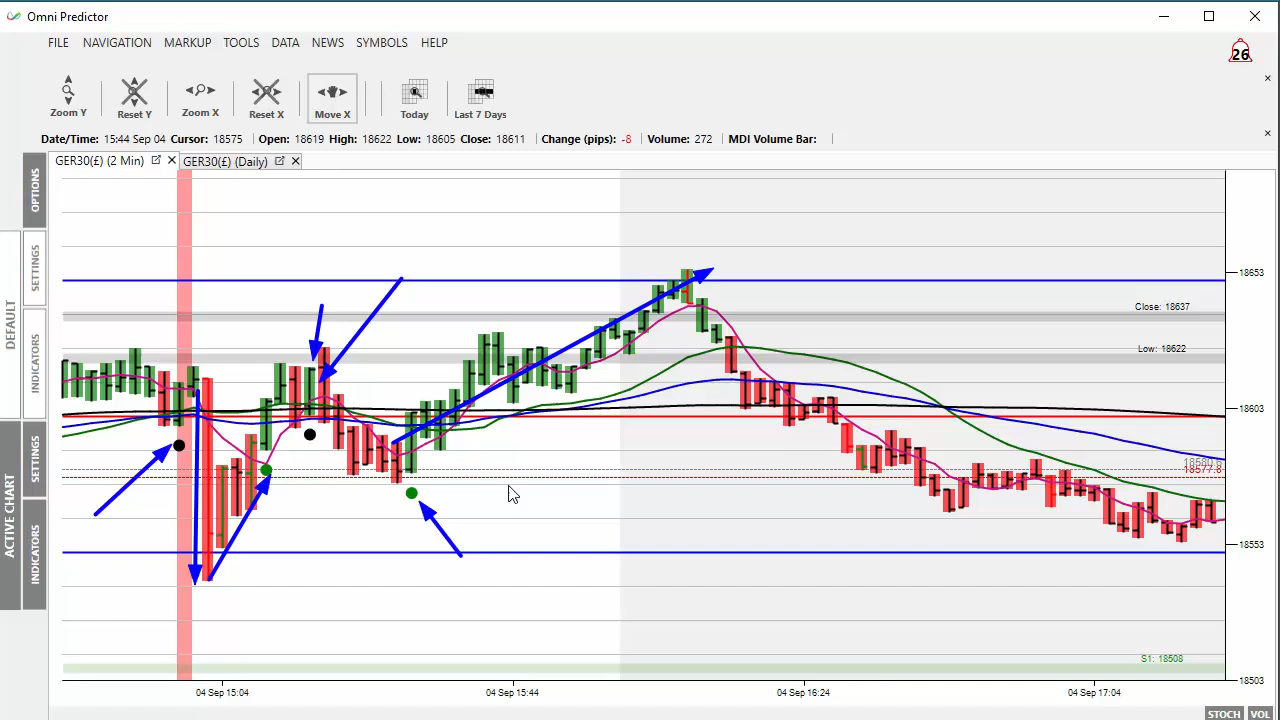 Omni Predictor
FILE NAVIGATION MARKUP TOOLS DATA NEWS SYMBOLS HELP
26
Zoom Y Reset Y Zoom X Reset X Move X Today Last 7 Days
Date/Time: 15:44 Sep 04 Cursor: 18575 Open: 18619 High: 18622 Low: 18605 Close: 18611 Change (pips): -8 Volume: 272 MDI Volume Bar:
GER30(£) (2 Min) GER30(£) (Daily)
OPTIONS
SETTINGS
DEFAULT
INDICATORS
SETTINGS
ACTIVE CHART
INDICATORS
18653
Close: 18637
Low: 18622
18603
18577.8
18553
S1: 18508
18503
04 Sep 15:04 04 Sep 15:44 04 Sep 16:24 04 Sep 17:04
STOCH VOL